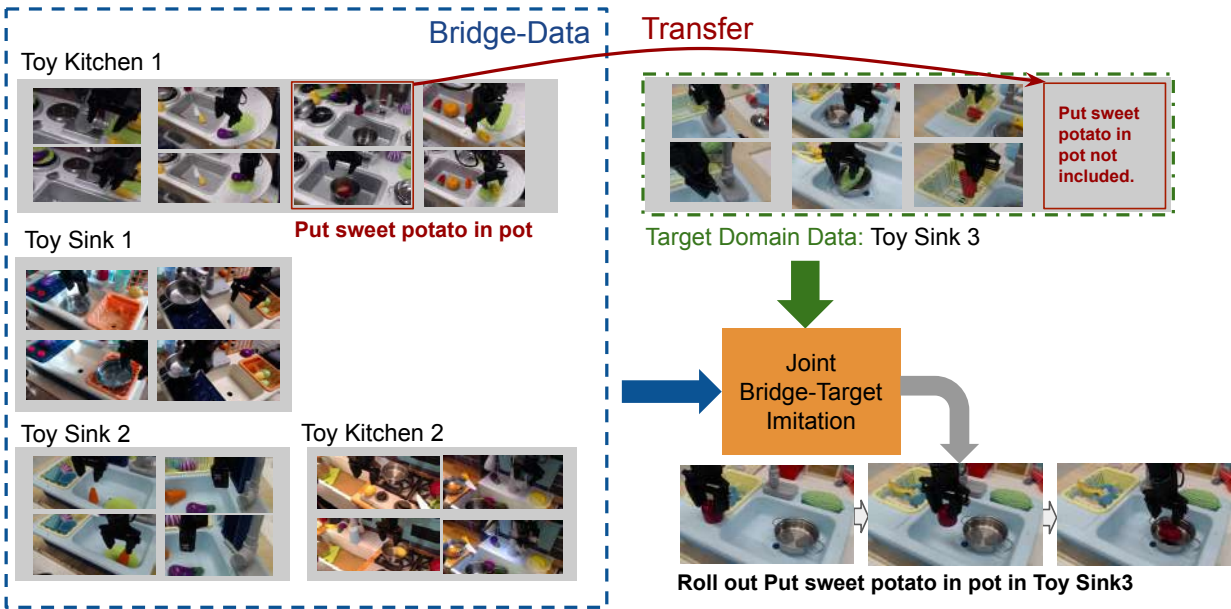 Bridge-Data
Transfer
Toy Kitchen 1
Put sweet potato in pot
Put sweet
potato in
pot not
included.
Target Domain Data: Toy Sink 3
Toy Sink 1
Joint
Bridge-Target
Imitation
Toy Sink 2
Toy Kitchen 2
Roll out Put sweet potato in pot in Toy Sink3